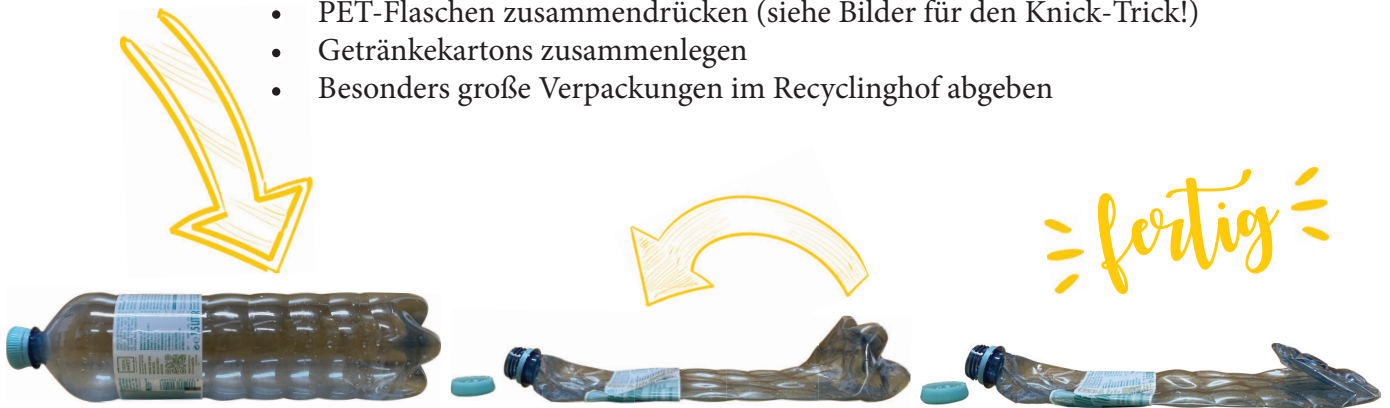 • PET-Flaschen zusammendrücken (siehe Bilder für den Knick-Trick!)
• Getränkekartons zusammenlegen
• Besonders große Verpackungen im Recyclinghof abgeben
fertig